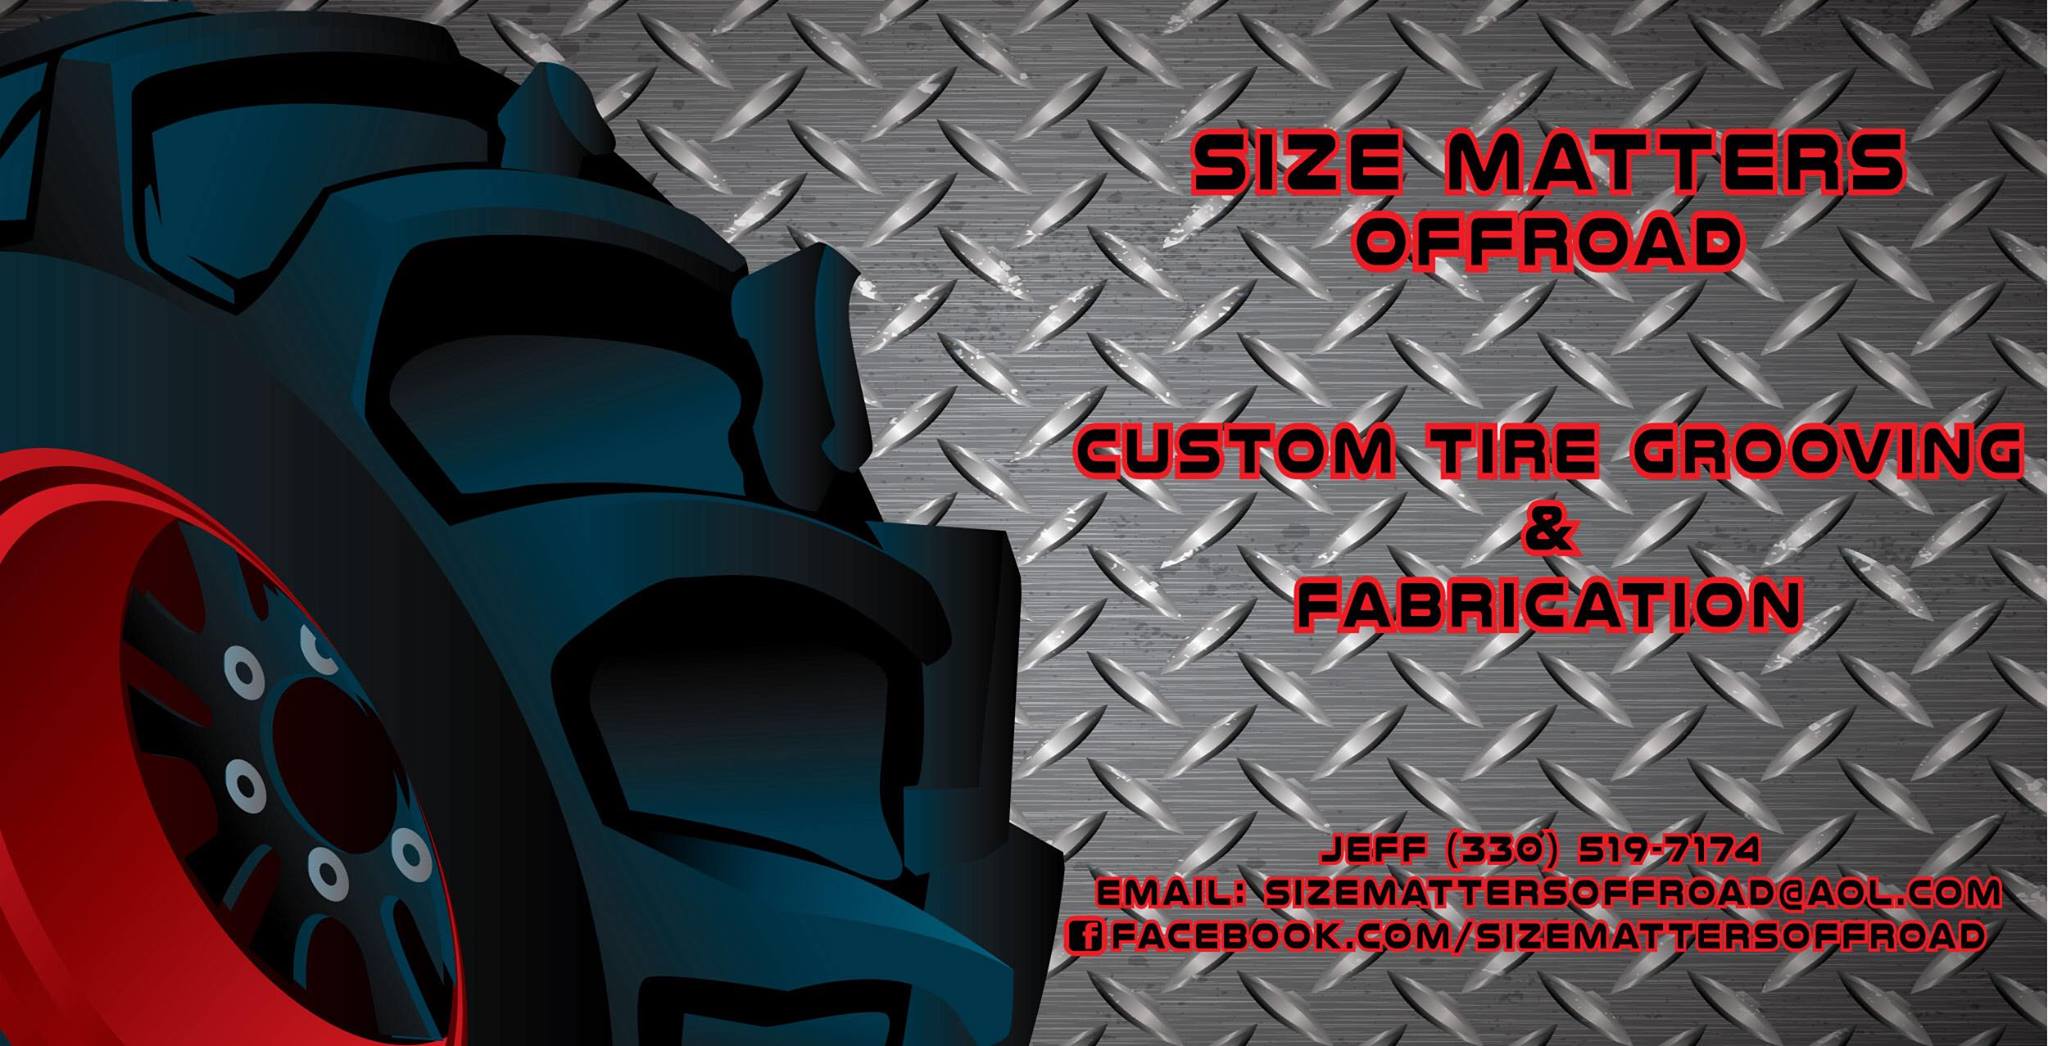 SIZE MATTERS
OFFROAD
CUSTOM TIRE GROOVING
&
FABRICATION
JEFF (330) 519-7174
EMAIL: SIZEMATTERSOFFROAD@AOL.COM
f FACEBOOK.COM/SIZEMATTERSOFFROAD